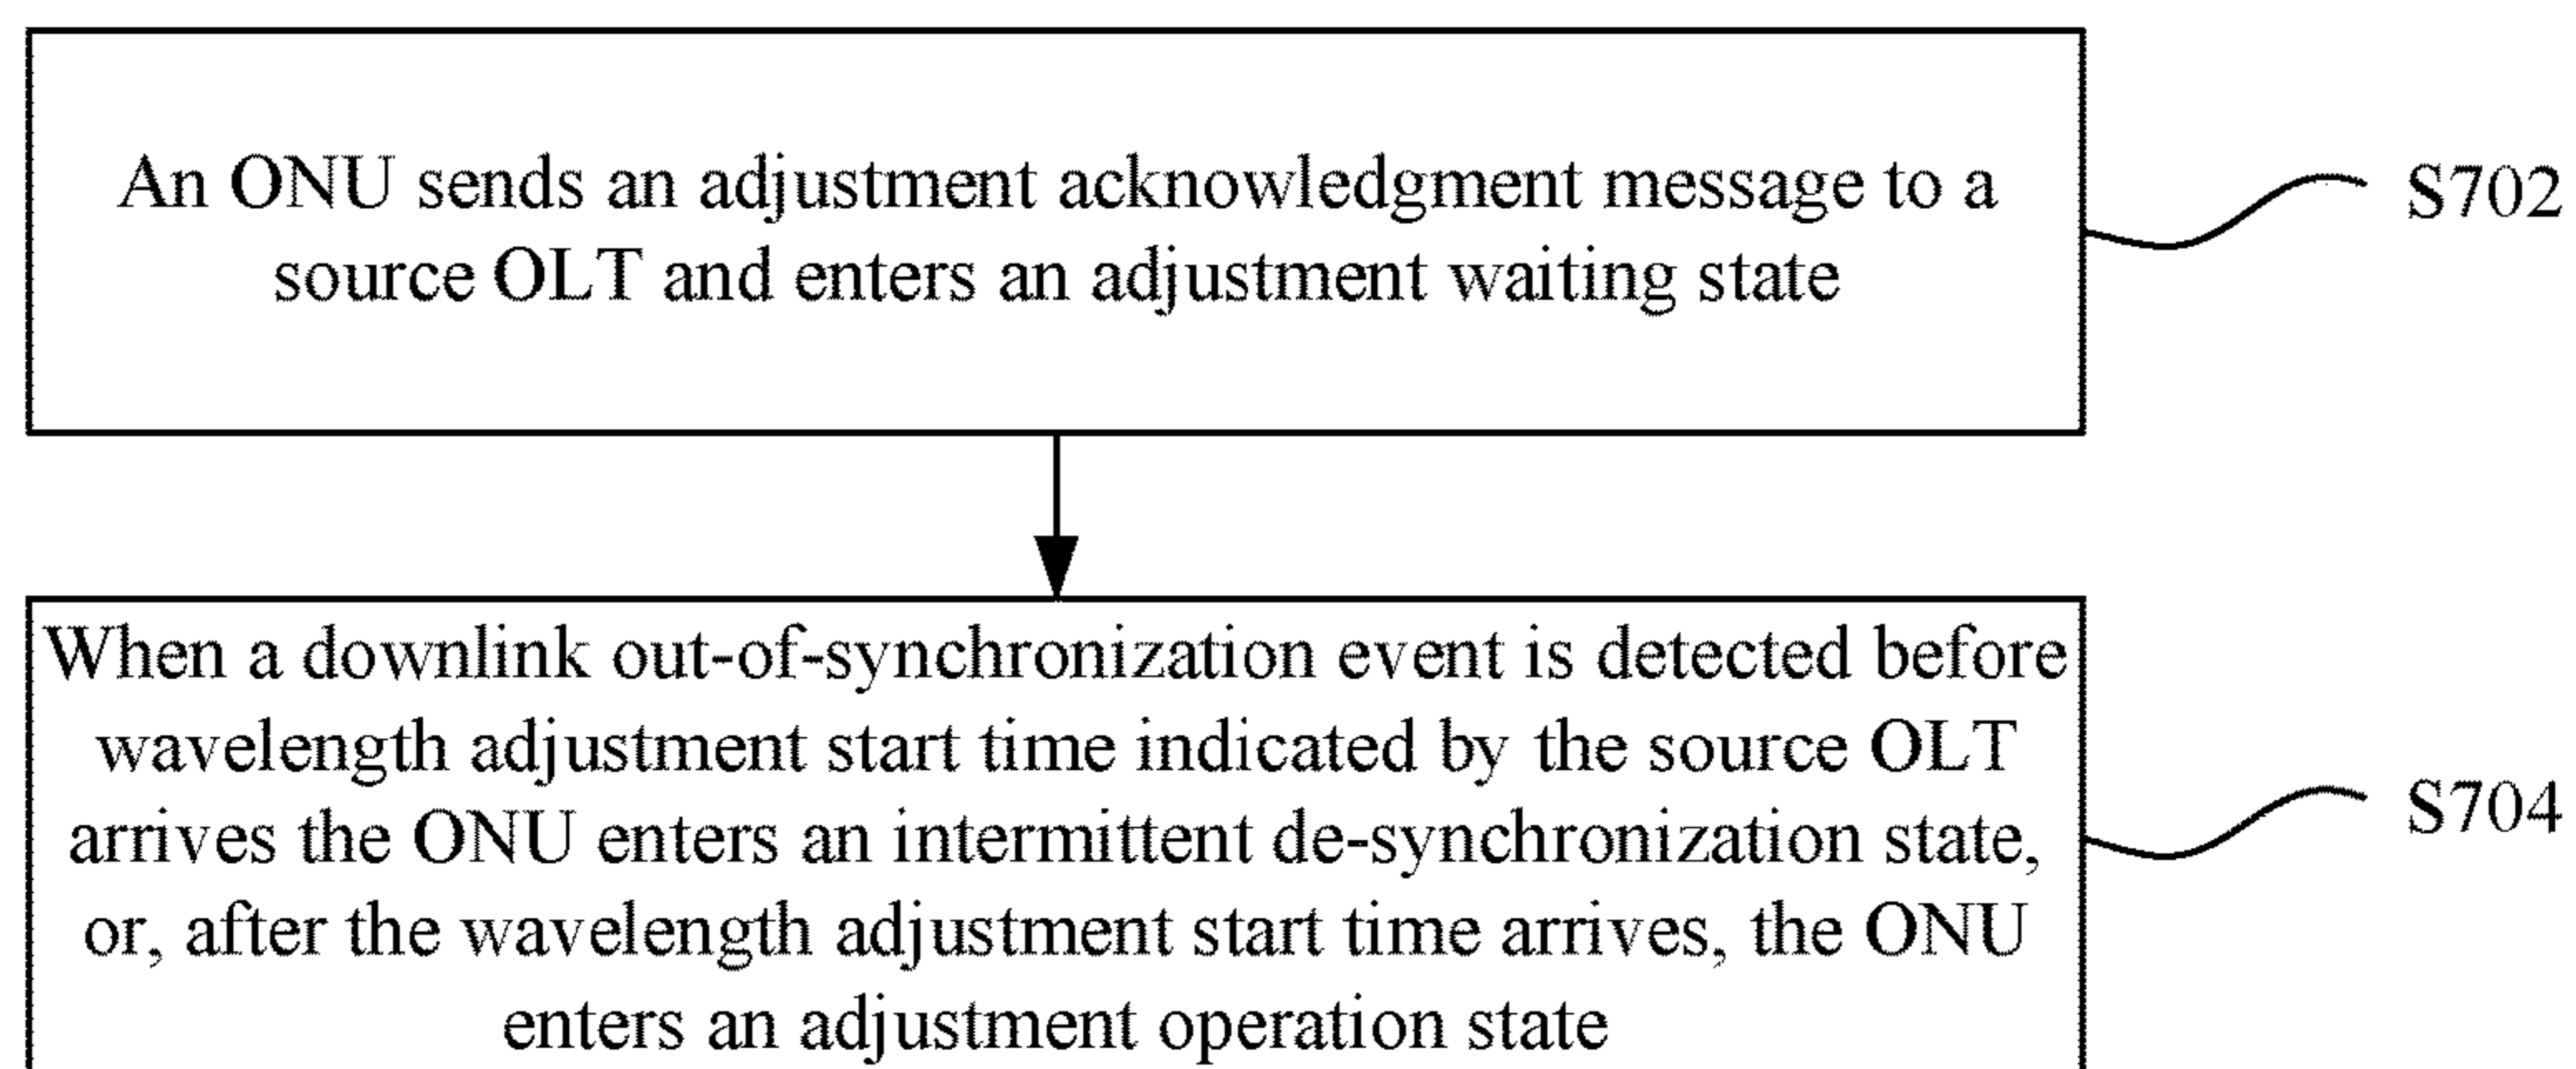 An ONU sends an adjustment acknowledgment message to a
source OLT and enters an adjustment waiting state
S702
When a downlink out-of-synchronization event is detected before
wavelength adjustment start time indicated by the source OLT
arrives the ONU enters an intermittent de-synchronization state,
or, after the wavelength adjustment start time arrives, the ONU
enters an adjustment operation state
S704